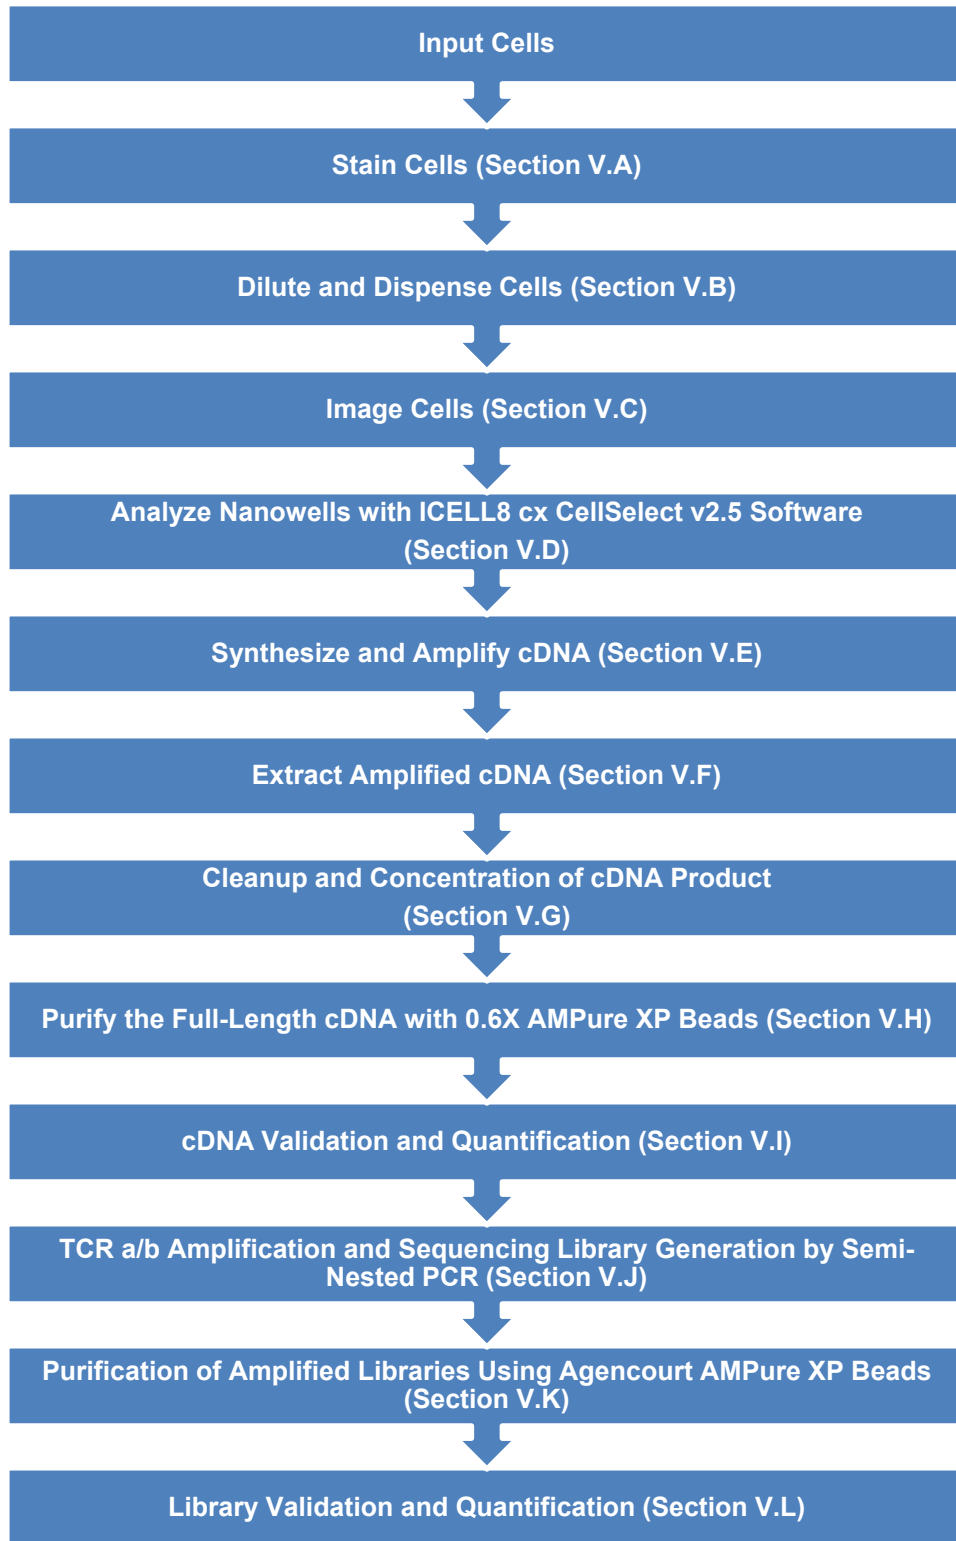 Input Cells
Stain Cells (Section V.A)
Dilute and Dispense Cells (Section V.B)
Image Cells (Section V.C)
Analyze Nanowells with ICELL8 cx CellSelect v2.5 Software
(Section V.D)
Synthesize and Amplify cDNA (Section V.E)
Extract Amplified cDNA (Section V.F)
Cleanup and Concentration of cDNA Product
(Section V.G)
Purify the Full-Length cDNA with 0.6X AMPure XP Beads (Section V.H)
cDNA Validation and Quantification (Section V.I)
TCR a/b Amplification and Sequencing Library Generation by Semi-
Nested PCR (Section V.J)
Purification of Amplified Libraries Using Agencourt AMPure XP Beads
(Section V.K)
Library Validation and Quantification (Section V.L)